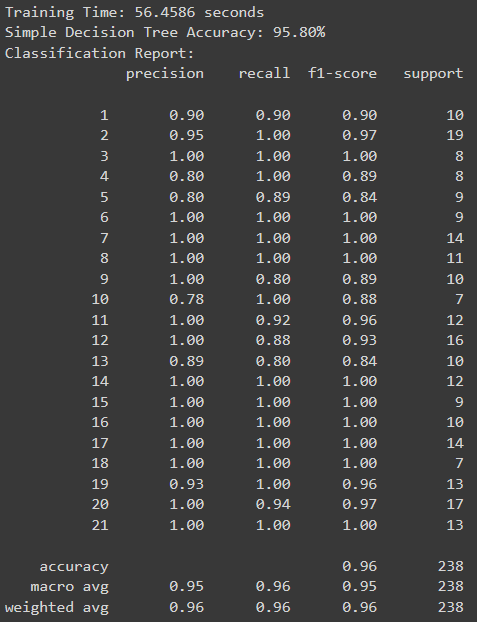 Training Time: 56.4586 seconds
Simple Decision Tree Accuracy: 95.80%
Classification Report:
precision recall f1-score support
1 0.90 0.90 0.90 10
2 0.95 1.00 0.97 19
3 1.00 1.00 1.00 8
4 0.80 1.00 0.89 8
5 0.80 0.89 0.84 9
6 1.00 1.00 1.00 9
7 1.00 1.00 1.00 14
8 1.00 1.00 1.00 11
9 1.00 0.80 0.89 10
10 0.78 1.00 0.88 7
11 1.00 0.92 0.96 12
12 1.00 0.88 0.93 16
13 0.89 0.80 0.84 10
14 1.00 1.00 1.00 12
15 1.00 1.00 1.00 9
16 1.00 1.00 1.00 10
17 1.00 1.00 1.00 14
18 1.00 1.00 1.00 7
19 0.93 1.00 0.96 13
20 1.00 0.94 0.97 17
21 1.00 1.00 1.00 13
accuracy 0.96 238
macro avg 0.95 0.96 0.95 238
weighted avg 0.96 0.96 0.96 238